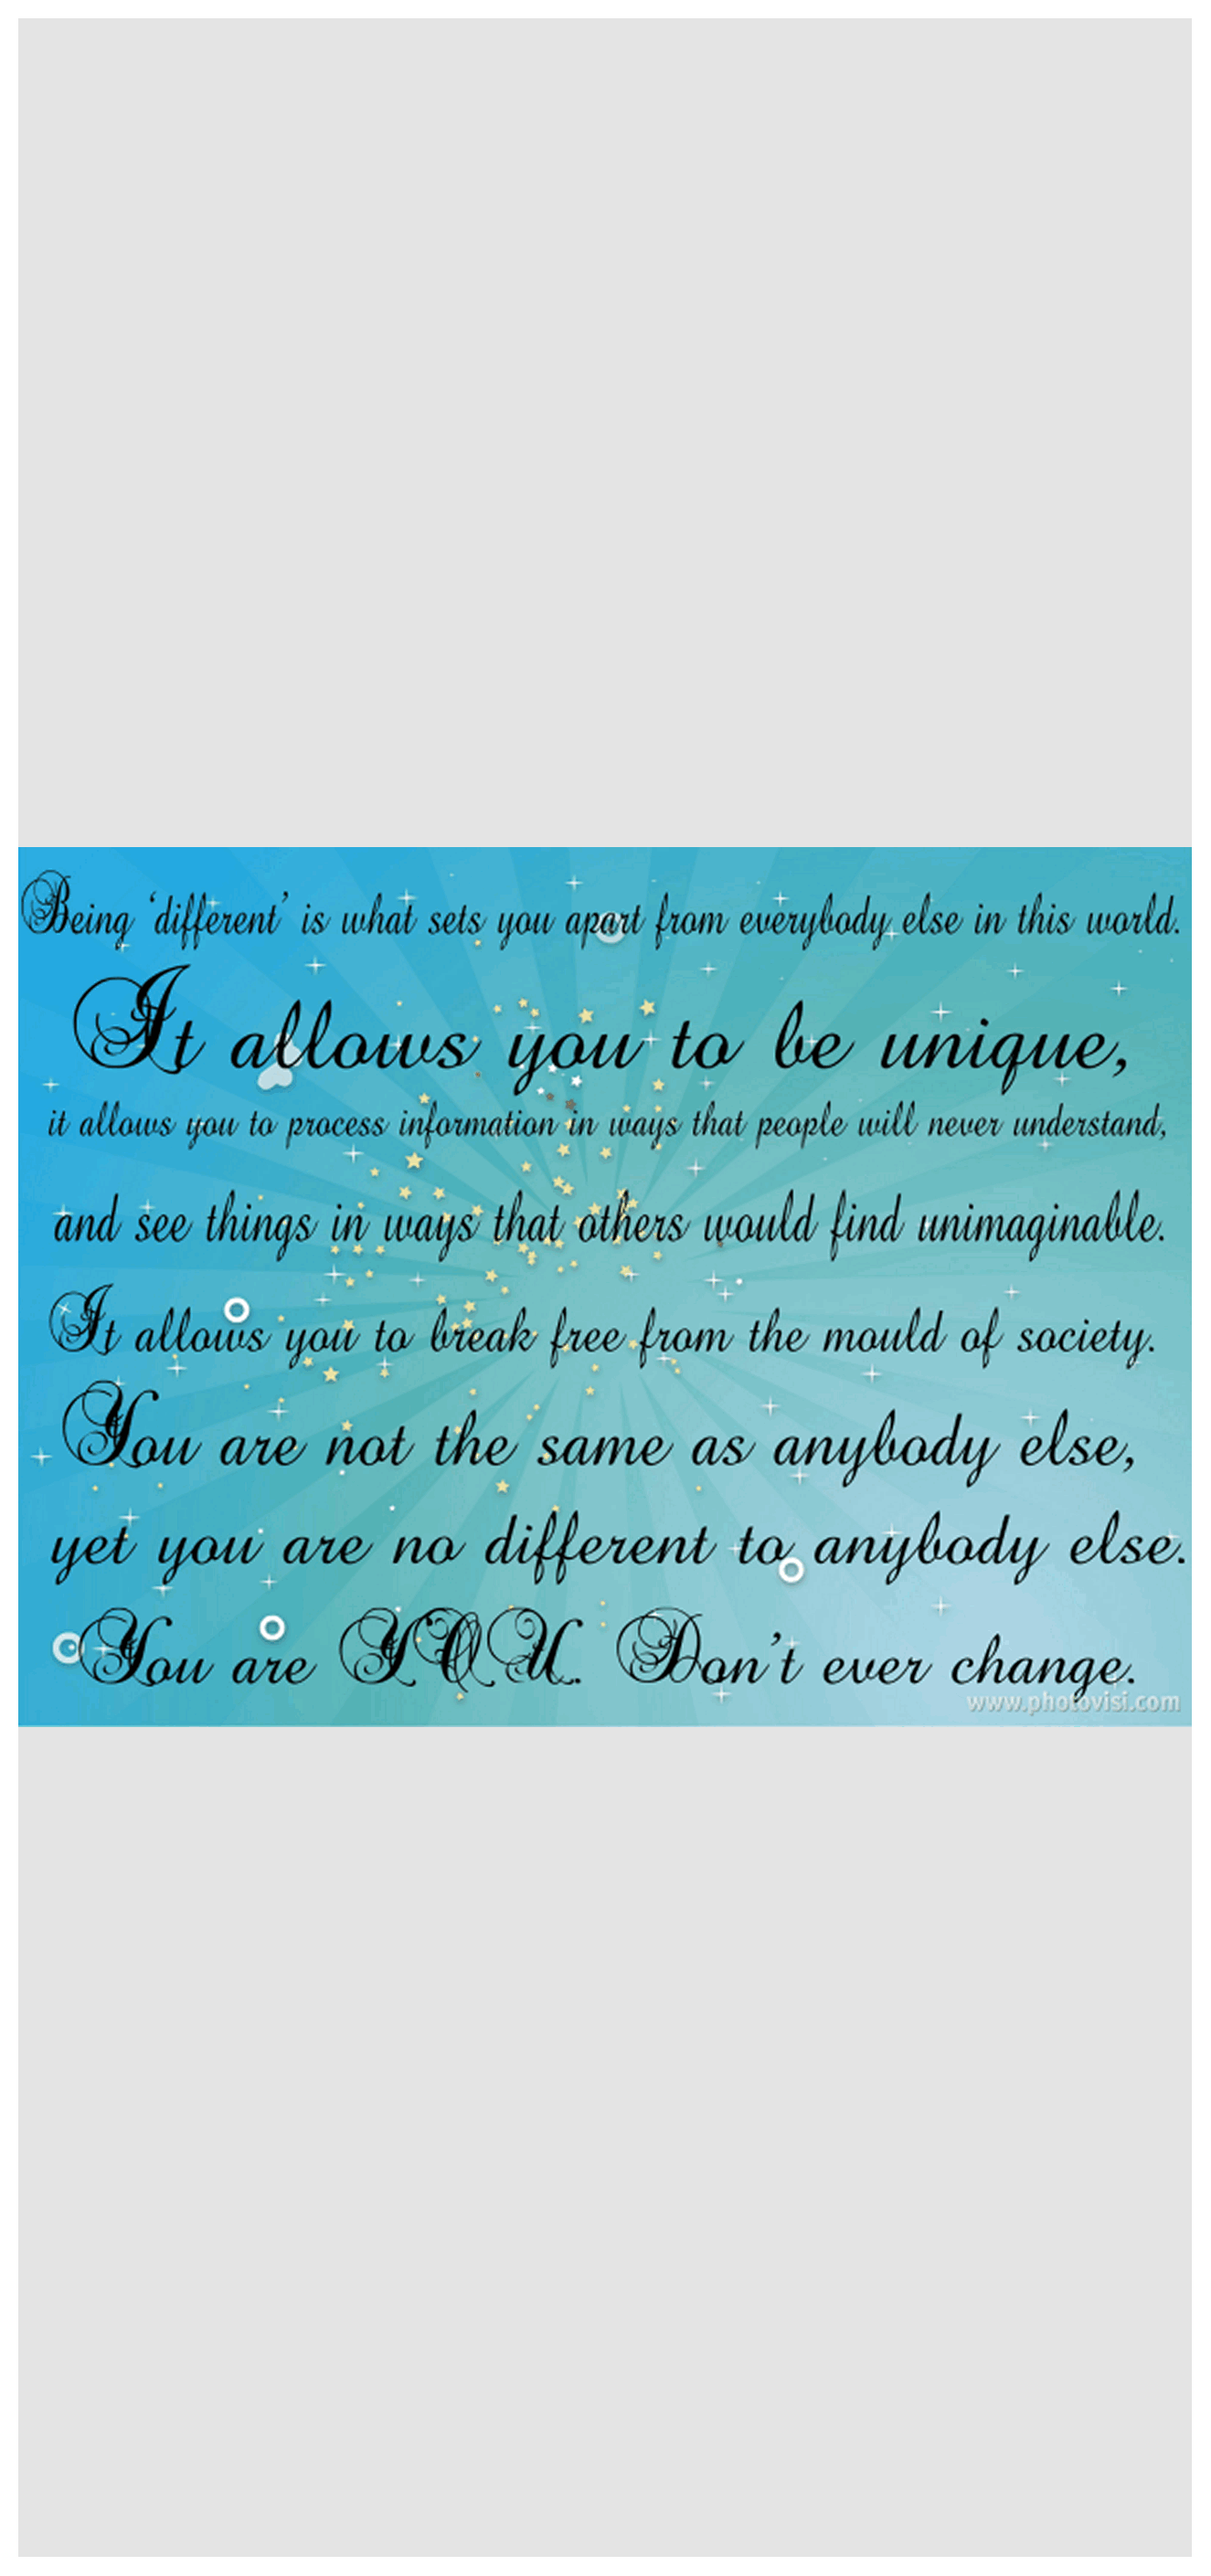 Being ‘different’ is what sets you apart from everybody else in this world.
It allows you to be unique,
it allows you to process information in ways that people will never understand,
and see things in ways that others would find unimaginable.
It allows you to break free from the mould of society.
You are not the same as anybody else,
yet you are no different to anybody else.
You are YOU. Don’t ever change.
www.photovisi.com